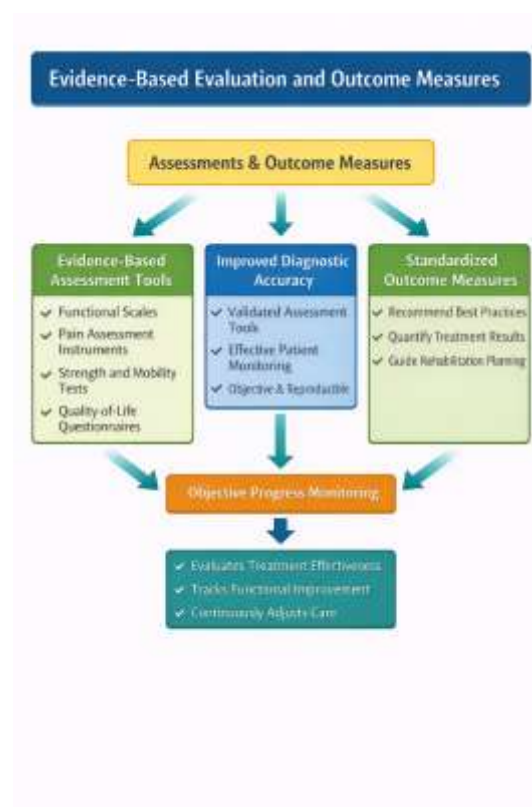 Evidence-Based Evaluation and Outcome Measures
Assessments & Outcome Measures
Evidence-Based
Assessment Tools
✓ Functional Scales
✓ Pain Assessment
Instruments
✓ Strength and Mobility
Tests
✓ Quality-of-Life
Questionnaires
Improved Diagnostic
Accuracy
✓ Validated Assessment
Tools
✓ Effective Patient
Monitoring
✓ Objective & Reproducible
Standardized
Outcome Measures
✓ Recommend Best Practices
✓ Quantify Treatment Results
✓ Guide Rehabilitation Planning
Objective Progress Monitoring
✓ Evaluates Treatment Effectiveness
✓ Tracks Functional Improvement
✓ Continuously Adjusts Care